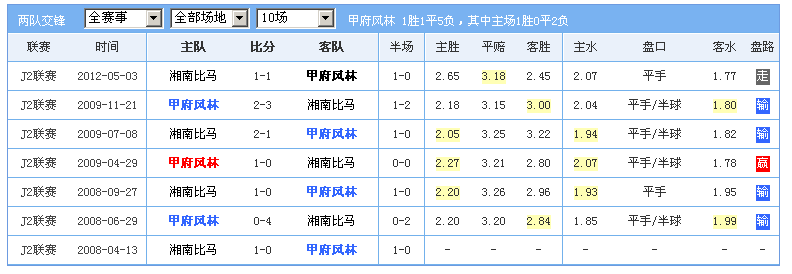 两队交锋 全赛事 全部场地 10场 甲府风林 1胜1平5负，其中主场1胜0平2负
联赛 时间 主队 比分 客队 半场 主胜 平赔 客胜 主水 盘口 客水 盘路
J2联赛 2012-05-03 湘南比马 1-1 甲府风林 1-0 2.65 3.18 2.45 2.07 平手 1.77 走
J2联赛 2009-11-21 甲府风林 2-3 湘南比马 1-2 2.18 3.15 3.00 2.04 平手/半球 1.80 输
J2联赛 2009-07-08 湘南比马 2-1 甲府风林 1-0 2.05 3.25 3.22 1.94 平手/半球 1.82 输
J2联赛 2009-04-29 甲府风林 1-0 湘南比马 0-0 2.27 3.21 2.80 2.07 平手/半球 1.78 赢
J2联赛 2008-09-27 湘南比马 1-0 甲府风林 1-0 2.20 3.26 2.96 1.93 平手 1.95 输
J2联赛 2008-06-29 甲府风林 0-4 湘南比马 0-2 2.20 3.20 2.84 1.85 平手/半球 1.99 输
J2联赛 2008-04-13 湘南比马 1-0 甲府风林 1-0 - - - - - - -